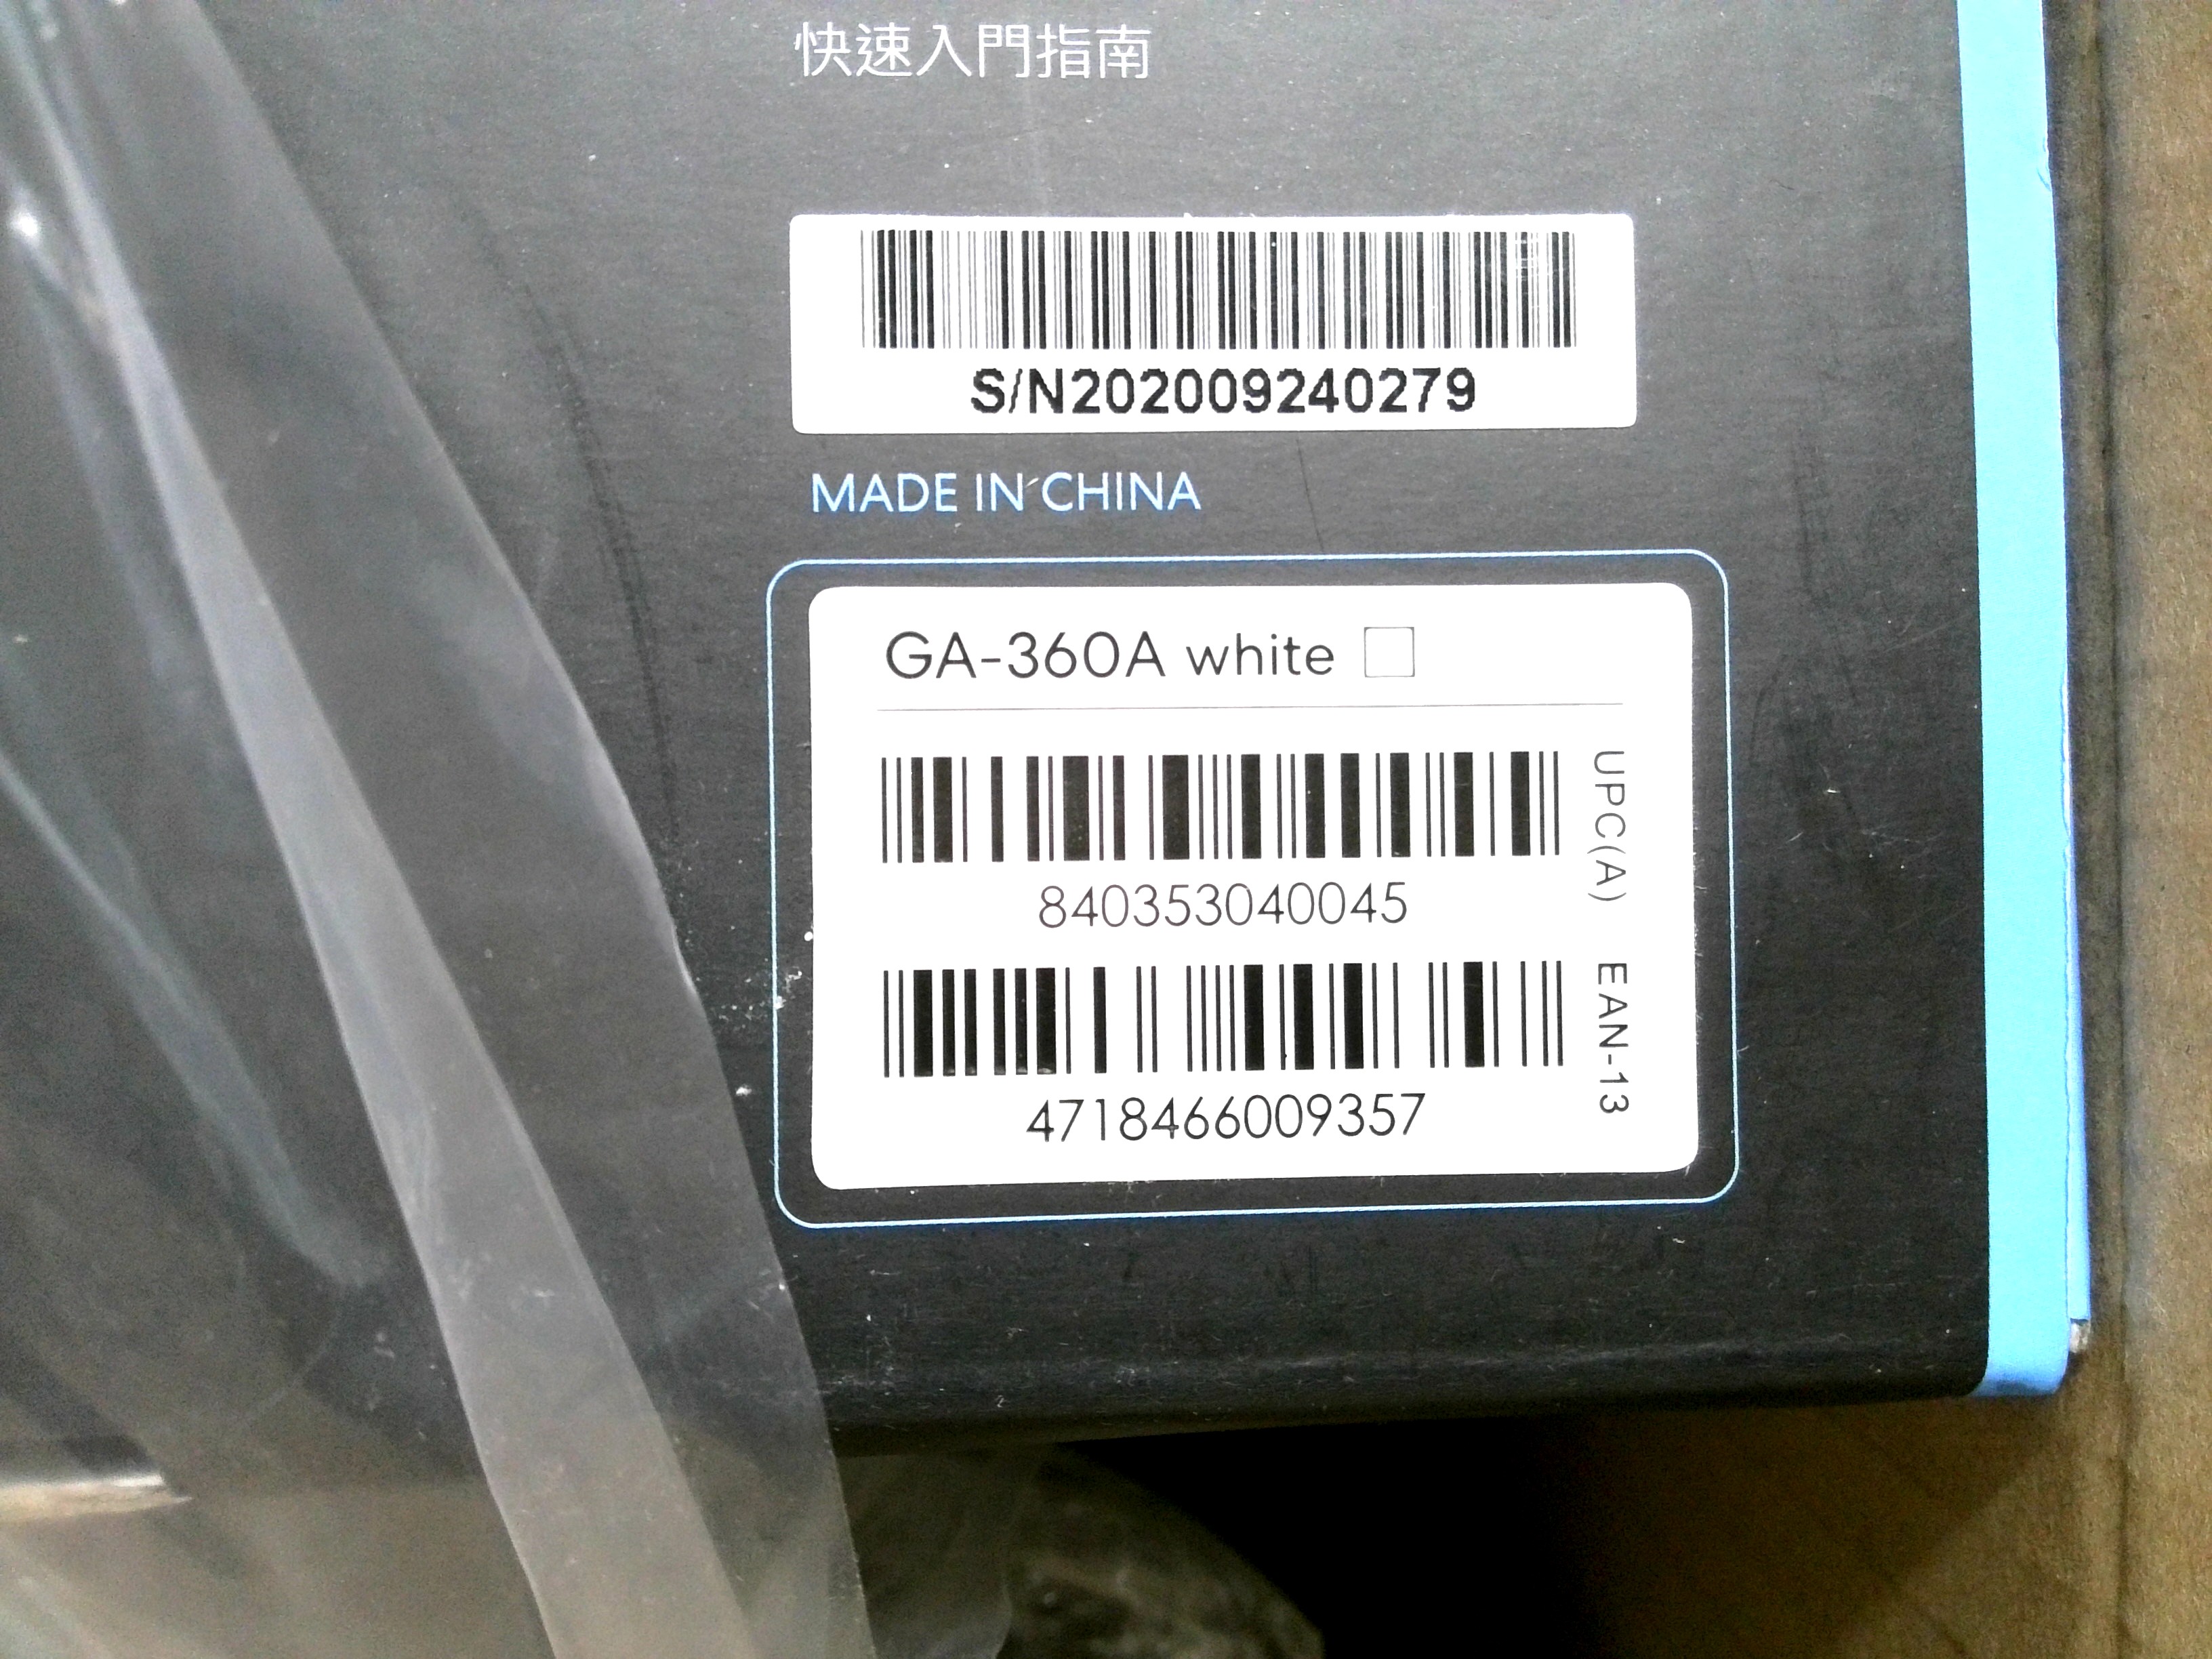 快速入門指南
S/N202009240279
MADE IN CHINA
GA-360A white
UPC(A)
840353040045
EAN-13
4718466009357